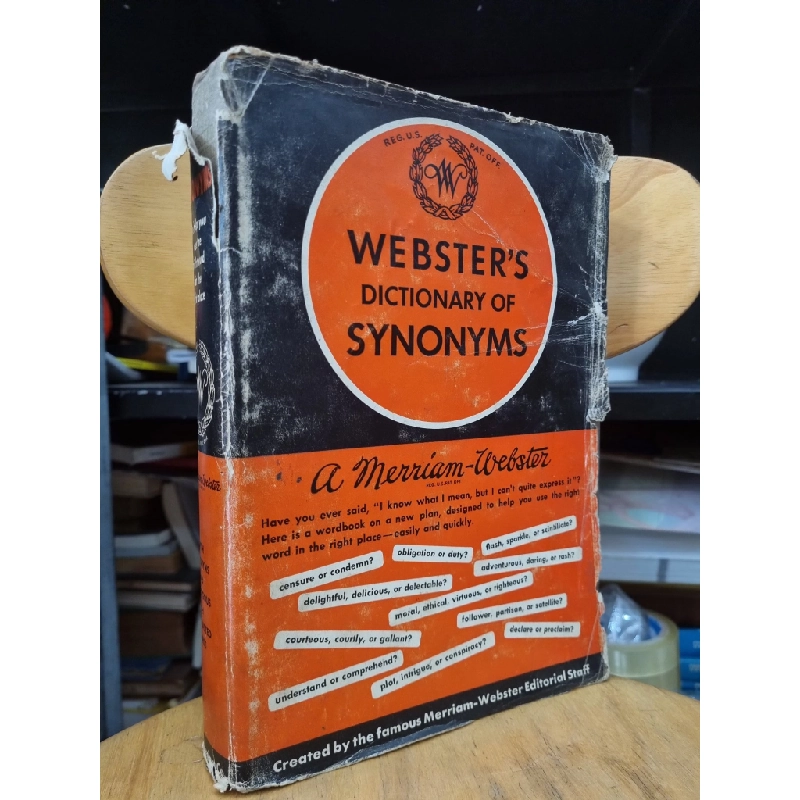 REG. U.S. PAT. OFF.
W
WEBSTER'S
DICTIONARY OF
SYNONYMS
a Merriam-Webster
REG. U.S. PAT. OFF.
Have you ever said, "I know what I mean, but I can't quite express it"?
Here is a wordbook on a new plan, designed to help you use the right
word in the right place—easily and quickly.
censure or condemn?
obligation or duty?
flash, sparkle, or scintillate?
delightful, delicious, or delectable?
adventurous, daring, or rash?
moral, ethical, virtuous, or righteous?
courtuous, courtly, or gallant?
follower, partisan, or satellite?
understand or comprehend?
plot, intrigue, or conspiracy?
declare or proclaim?
Created by the famous Merriam-Webster Editorial Staff
W